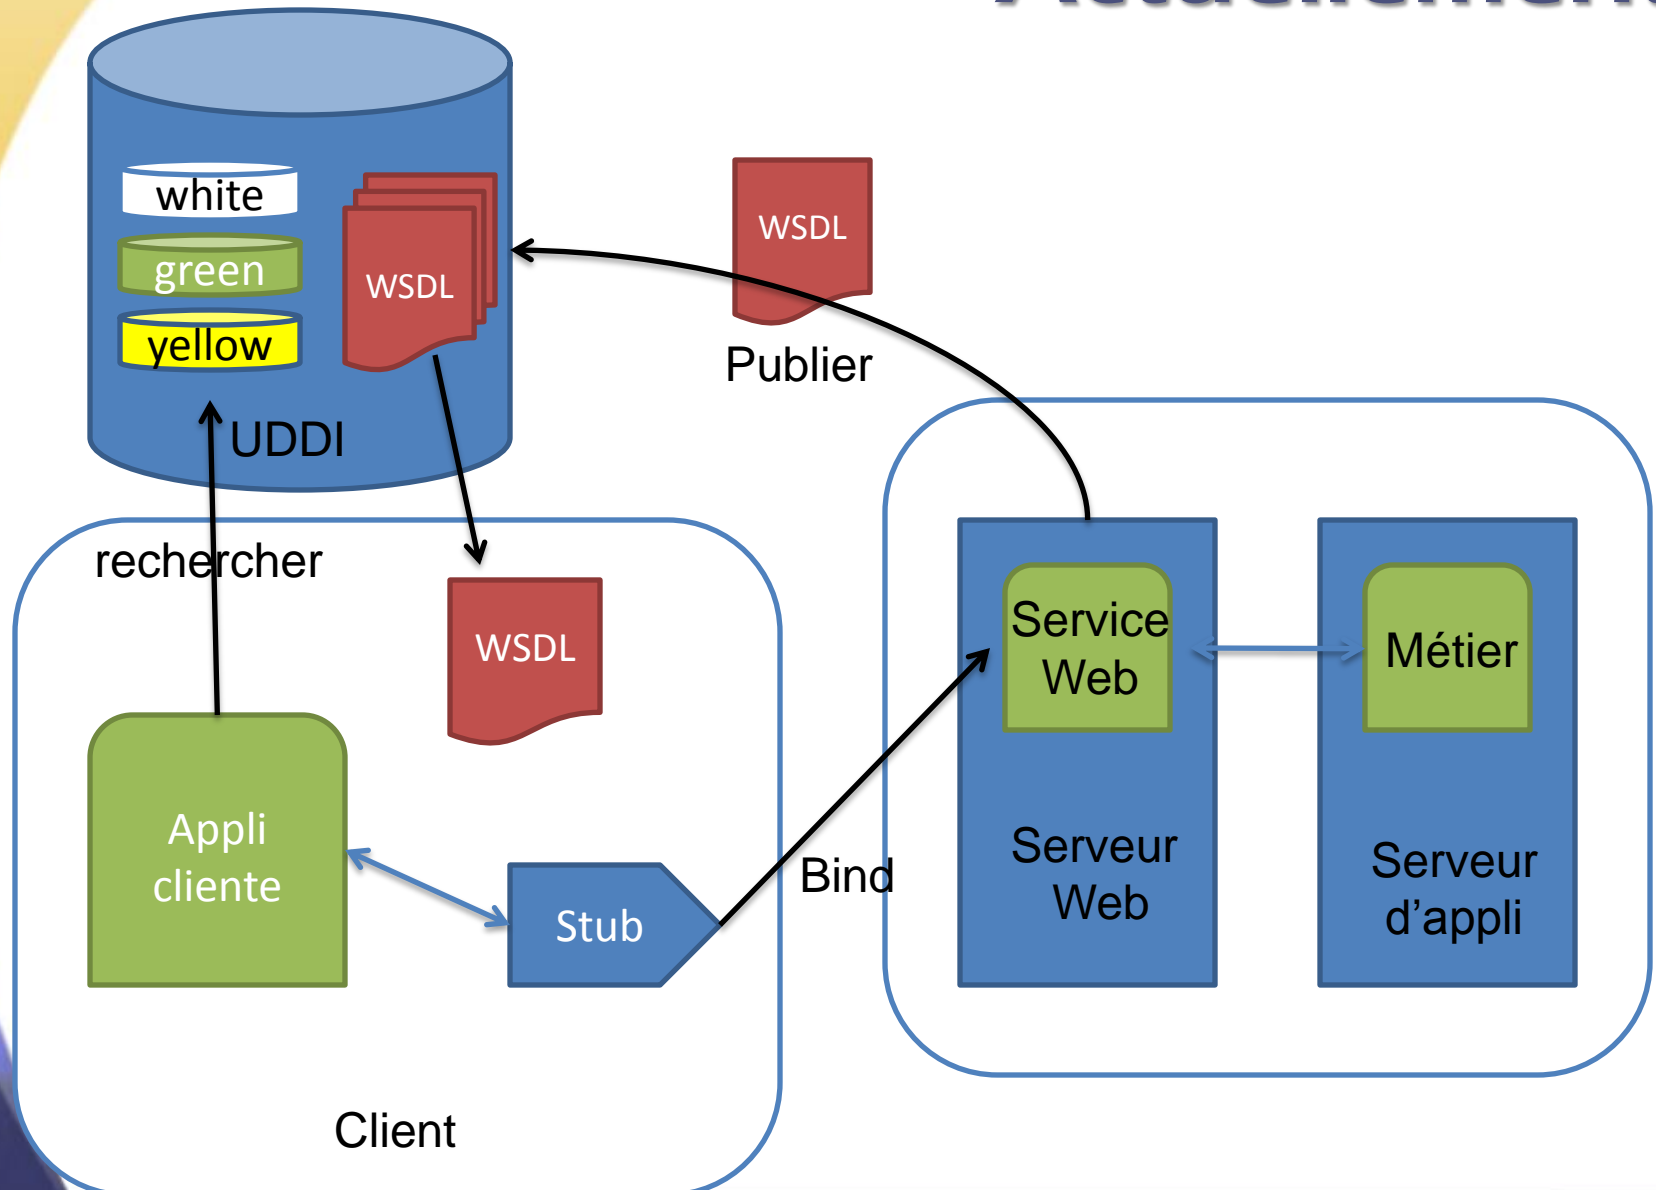 white
green
yellow
WSDL
UDDI
WSDL
Publier
rechercher
WSDL
Appli
cliente
Stub
Bind
Client
Service
Web
Serveur
Web
Métier
Serveur
d’appli